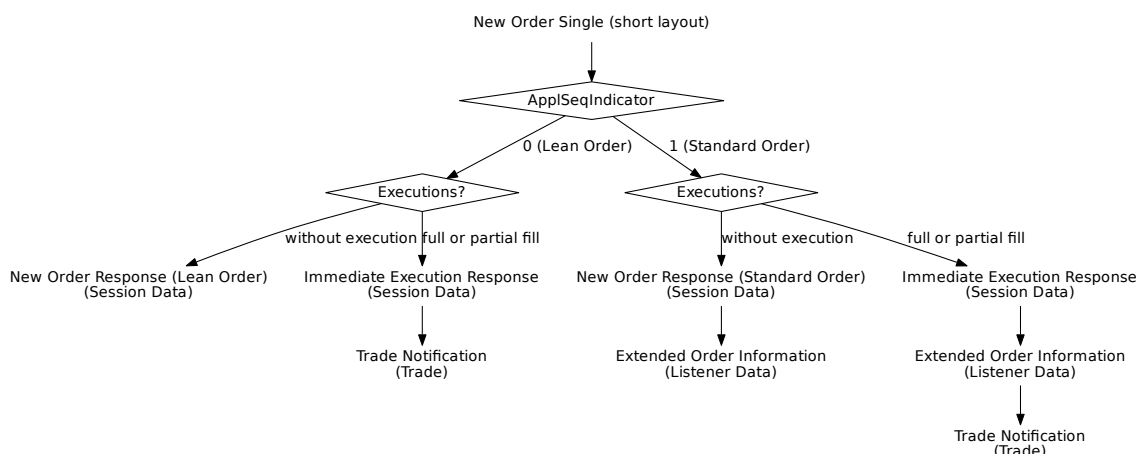 New Order Single (short layout)
ApplSeqIndicator
0 (Lean Order)
1 (Standard Order)
Executions?
Executions?
without execution
full or partial fill
without execution
full or partial fill
New Order Response (Lean Order)
(Session Data)
Immediate Execution Response
(Session Data)
New Order Response (Standard Order)
(Session Data)
Immediate Execution Response
(Session Data)
Trade Notification
(Trade)
Extended Order Information
(Listener Data)
Extended Order Information
(Listener Data)
Trade Notification
(Trade)